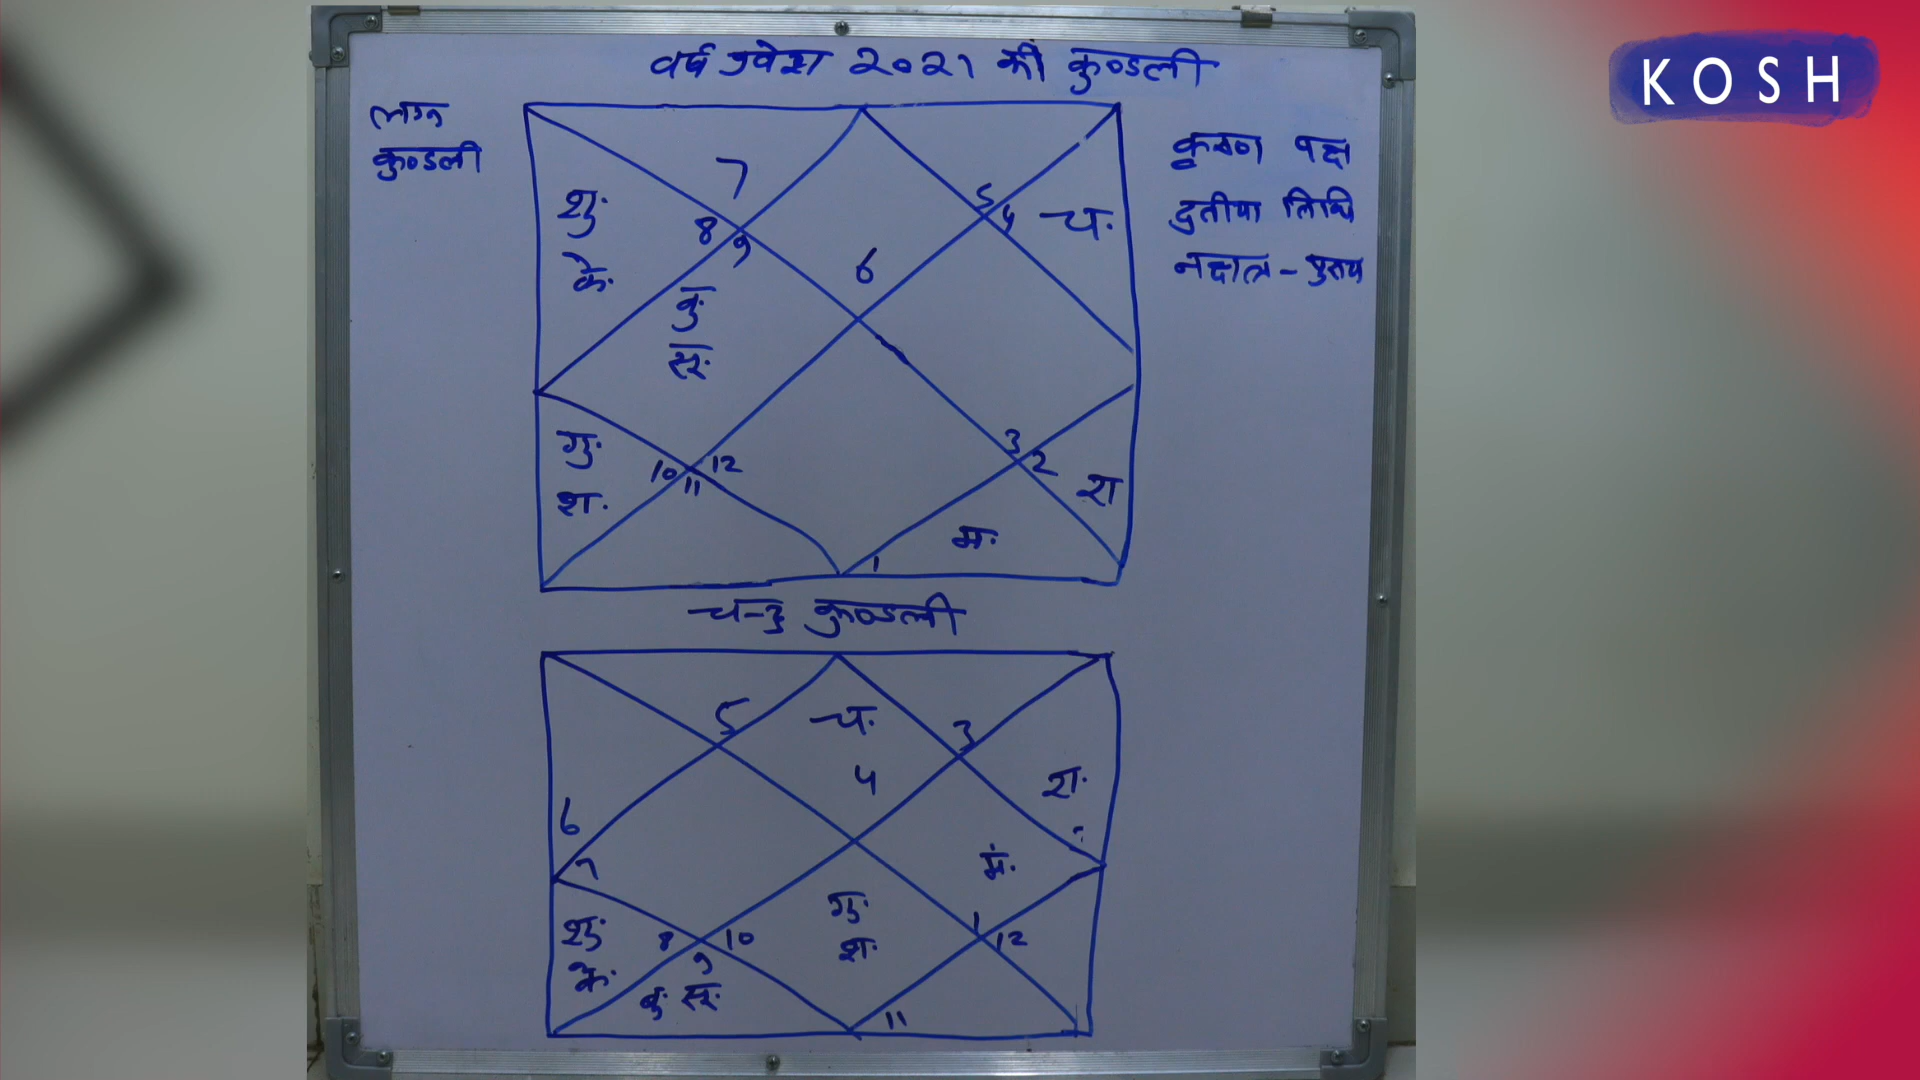 वर्ष प्रवेश २०२१ की कुण्डली
KOSH
लग्न
कुण्डली
कृष्ण पक्ष
द्वुतीया तिथि
नक्षत्र - पुरुष
7
5
शु.
8
9
4
च.
के.
6
बु.
सू.
गु.
3
2
10
12
11
श.
रा
मं.
1
चन्द्र कुण्डली
5
च.
3
4
रा.
6
7
मं.
गु.
शु.
8
10
श.
1
12
के.
9
बु. सू.
11